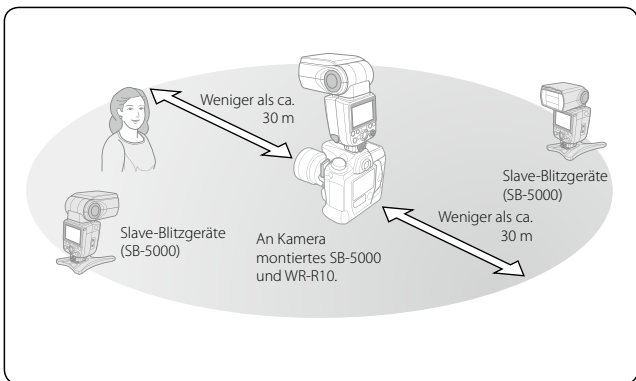 Weniger als ca.
30 m
Slave-Blitzgeräte
(SB-5000)
Slave-Blitzgeräte
(SB-5000)
An Kamera
montiertes SB-5000
und WR-R10.
Weniger als ca.
30 m